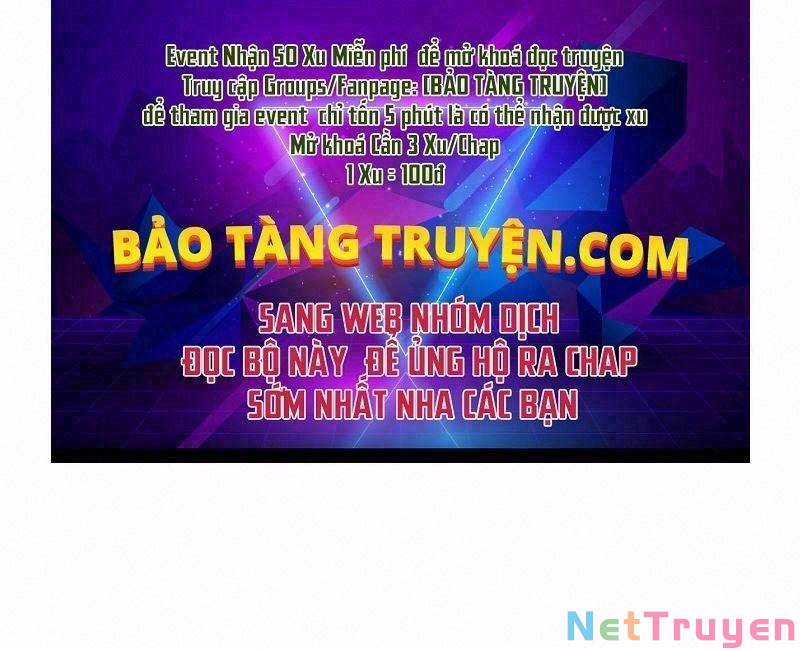 Event Nhận 50 Xu Miễn phí để mở khoá đọc truyện
Truy cập Groups/Fanpage: [BẢO TÀNG TRUYỆN]
để tham gia event chỉ tốn 5 phút là có thể nhận được xu
Mở khoá Cần 3 Xu/Chap
1 Xu = 100đ
BẢO TÀNG TRUYỆN.COM
SANG WEB NHÓM DỊCH
ĐỌC BỘ NÀY ĐỂ ỦNG HỘ RA CHAP
SỚM NHẤT NHA CÁC BẠN
NetTruyen